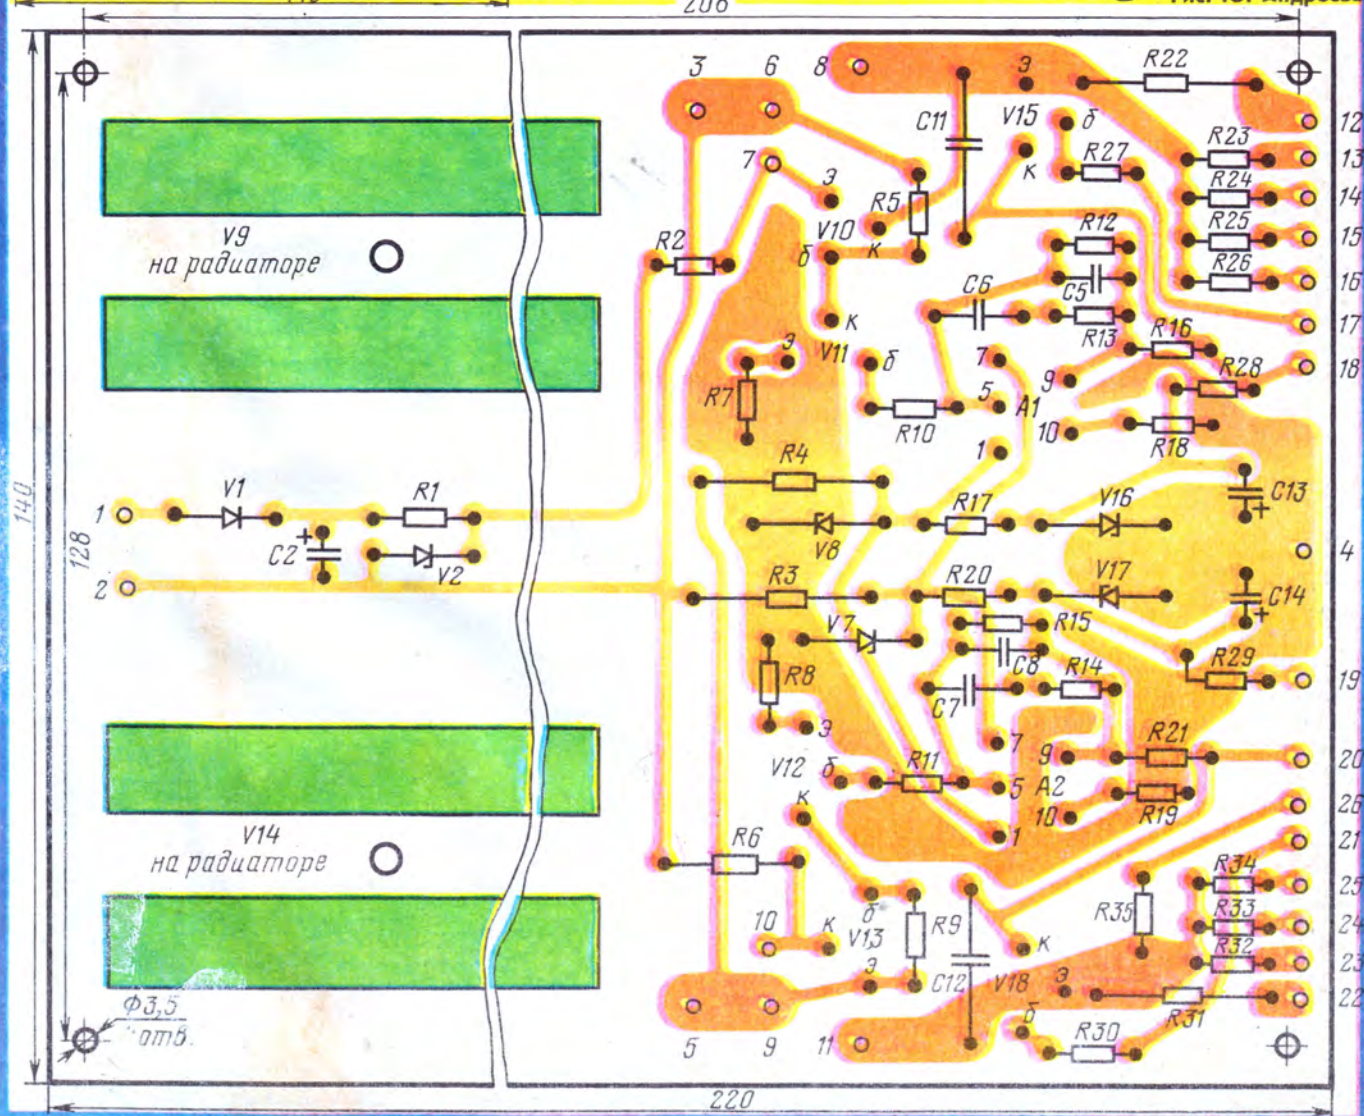 206
3 6 8 Э R22
C11 V15 б 12
R23 13
7 R27
Э к R24 14
R5
V9 R2 V10 R12 R25 15
на радиаторе б к
C6 C5 R26 16
к R13 17
V11 Э б 7 R16
R7 9 R28 18
5 A1
R10 10 R18
1
R4
140 128
1 V1 R1 R17 V16 C13
+ +
C2 V8 4
V2
2 R3 R20 V17 C14
+
V7 R15
R8 C8 R14 R29 19
C7
Э 7 9 R21 20
V12 б R11 5 A2
к 10 R19 26
1
V14 R6 21
на радиаторе R34 25
б R35
10 к V13 R9 R33 24
к
Э R32 23
C12 V18 Э
Ф3,5 22
отв. б R31
5 9 11 R30
220